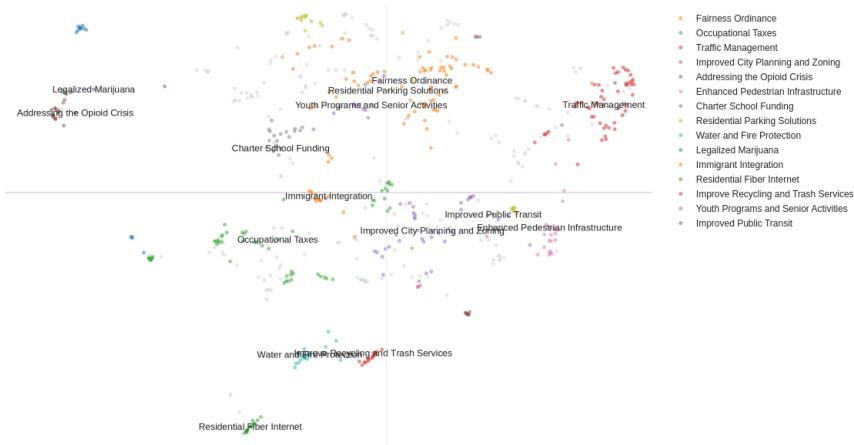 Fairness Ordinance
Residential Parking Solutions
Legalized Marijuana
Youth Programs and Senior Activities
Traffic Management
Addressing the Opioid Crisis
Charter School Funding
Immigrant Integration
Improved Public Transit
Improved City Planning and Zoning
Enhanced Pedestrian Infrastructure
Occupational Taxes
Water and Fire Protection
Improve Recycling and Trash Services
Residential Fiber Internet
Fairness Ordinance
Occupational Taxes
Traffic Management
Improved City Planning and Zoning
Addressing the Opioid Crisis
Enhanced Pedestrian Infrastructure
Charter School Funding
Residential Parking Solutions
Water and Fire Protection
Legalized Marijuana
Immigrant Integration
Residential Fiber Internet
Improve Recycling and Trash Services
Youth Programs and Senior Activities
Improved Public Transit